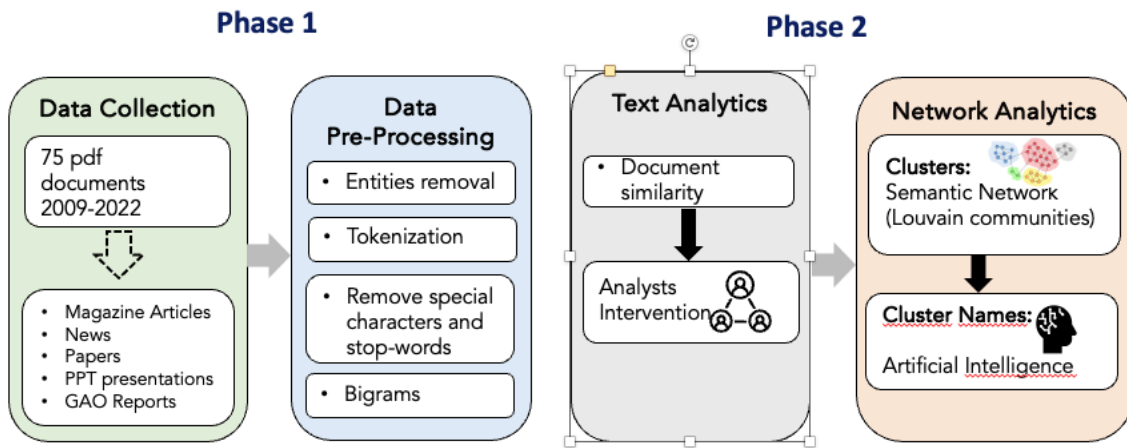 Phase 1
Phase 2
Data Collection
75 pdf
documents
2009-2022
• Magazine Articles
• News
• Papers
• PPT presentations
• GAO Reports
Data
Pre-Processing
• Entities removal
• Tokenization
• Remove special
characters and
stop-words
• Bigrams
Text Analytics
• Document
similarity
Analysts
Intervention
Network Analytics
Clusters:
Semantic Network
(Louvain communities)
Cluster Names:
Artificial Intelligence